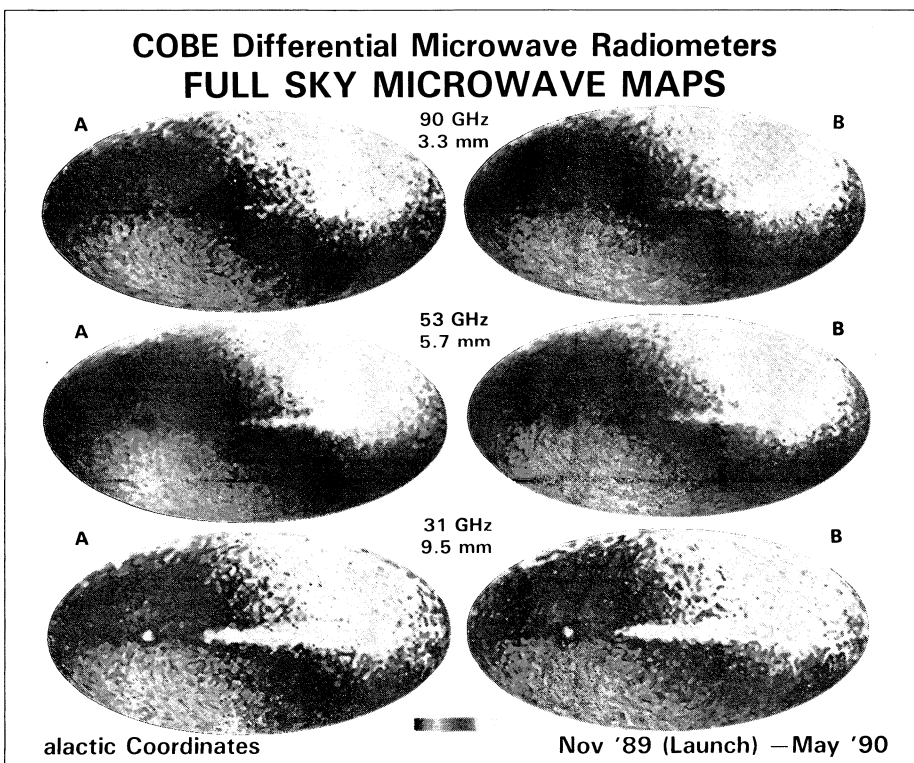 COBE Differential Microwave Radiometers
FULL SKY MICROWAVE MAPS
A
90 GHz
3.3 mm
B
A
53 GHz
5.7 mm
B
A
31 GHz
9.5 mm
B
alactic Coordinates
Nov '89 (Launch) — May '90